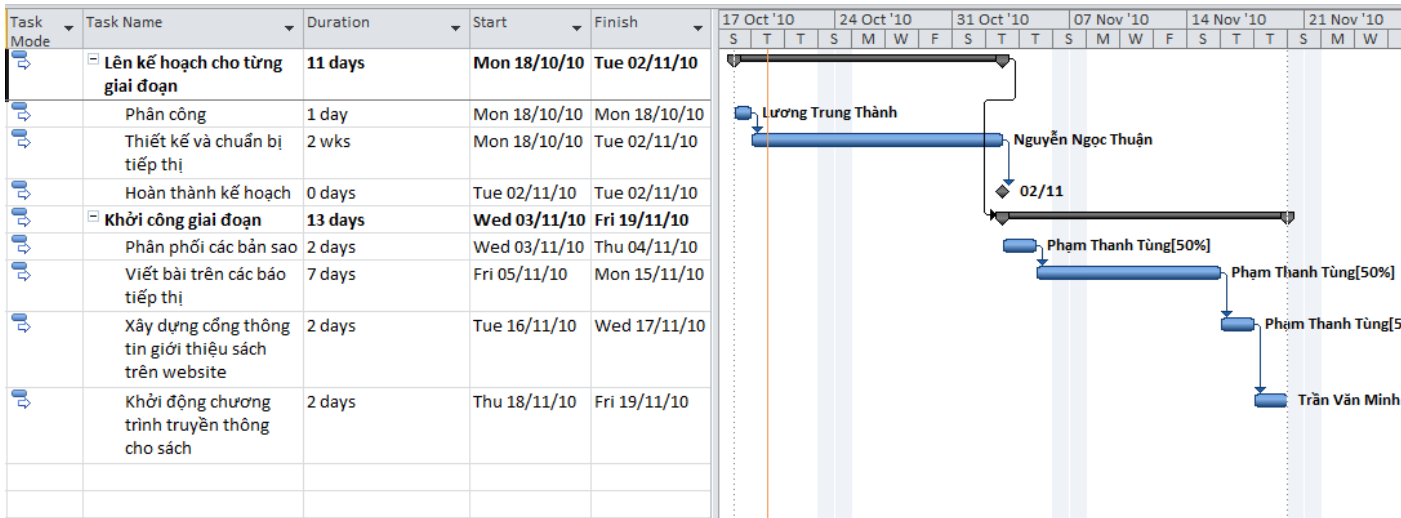 Task Mode Task Name Duration Start Finish
17 Oct '10 24 Oct '10 31 Oct '10 07 Nov '10 14 Nov '10 21 Nov '10
S T T S M W F S T T S M W F S T T S M W
Lên kế hoạch cho từng 11 days Mon 18/10/10 Tue 02/11/10
giai đoạn
Phân công 1 day Mon 18/10/10 Mon 18/10/10 Lương Trung Thành
Thiết kế và chuẩn bị 2 wks Mon 18/10/10 Tue 02/11/10 Nguyễn Ngọc Thuận
tiếp thị
Hoàn thành kế hoạch 0 days Tue 02/11/10 Tue 02/11/10 02/11
Khởi công giai đoạn 13 days Wed 03/11/10 Fri 19/11/10
Phân phối các bản sao 2 days Wed 03/11/10 Thu 04/11/10 Phạm Thanh Tùng[50%]
Viết bài trên các báo 7 days Fri 05/11/10 Mon 15/11/10 Phạm Thanh Tùng[50%]
tiếp thị
Xây dựng cổng thông 2 days Tue 16/11/10 Wed 17/11/10 Phạm Thanh Tùng[5
tin giới thiệu sách
trên website
Khởi động chương 2 days Thu 18/11/10 Fri 19/11/10 Trần Văn Minh
trình truyền thông
cho sách